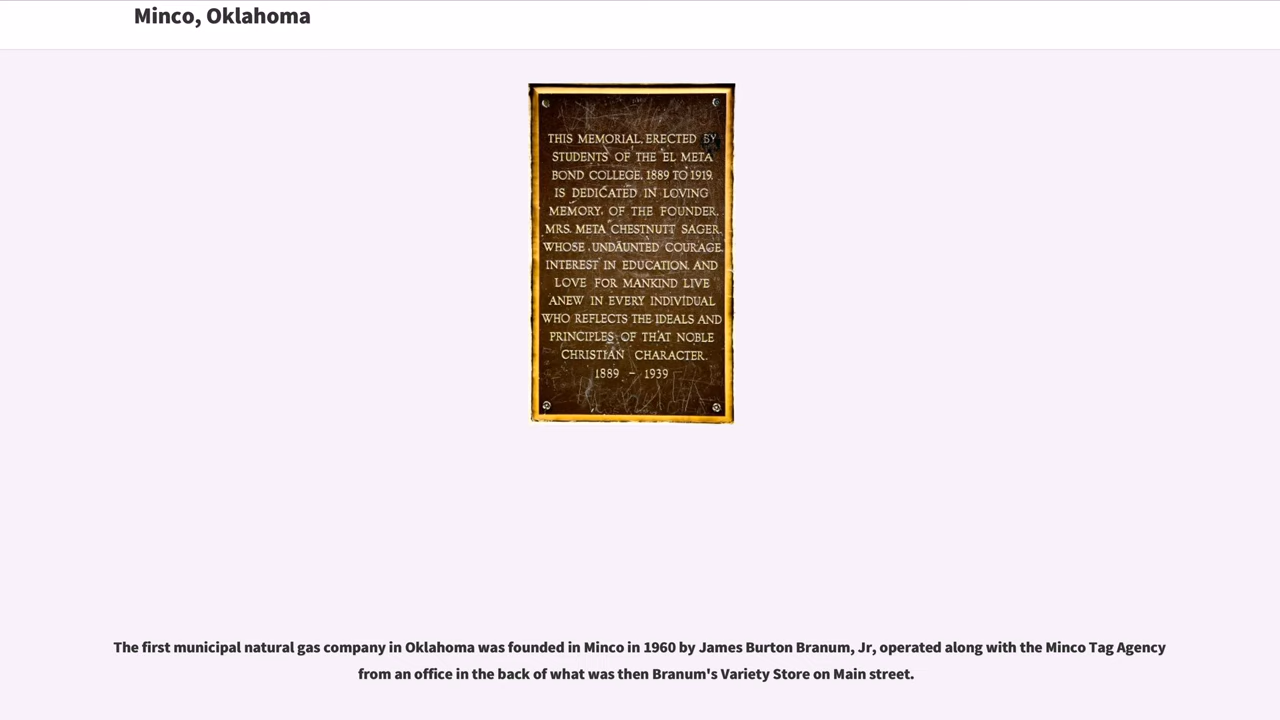 Minco, Oklahoma
THIS MEMORIAL, ERECTED BY
STUDENTS OF THE EL META
BOND COLLEGE, 1889 TO 1919,
IS DEDICATED IN LOVING
MEMORY, OF THE FOUNDER,
MRS. META CHESTNUTT SAGER,
WHOSE UNDAUNTED COURAGE,
INTEREST IN EDUCATION, AND
LOVE FOR MANKIND LIVE
ANEW IN EVERY INDIVIDUAL
WHO REFLECTS THE IDEALS AND
PRINCIPLES OF THAT NOBLE
CHRISTIAN CHARACTER.
1889 – 1939
The first municipal natural gas company in Oklahoma was founded in Minco in 1960 by James Burton Branum, Jr, operated along with the Minco Tag Agency
from an office in the back of what was then Branum's Variety Store on Main street.